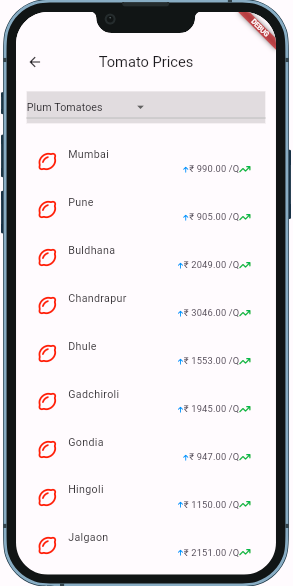 DEBUG
Tomato Prices
Plum Tomatoes
Mumbai
₹ 990.00 /Q
Pune
₹ 905.00 /Q
Buldhana
₹ 2049.00 /Q
Chandrapur
₹ 3046.00 /Q
Dhule
₹ 1553.00 /Q
Gadchiroli
₹ 1945.00 /Q
Gondia
₹ 947.00 /Q
Hingoli
₹ 1150.00 /Q
Jalgaon
₹ 2151.00 /Q